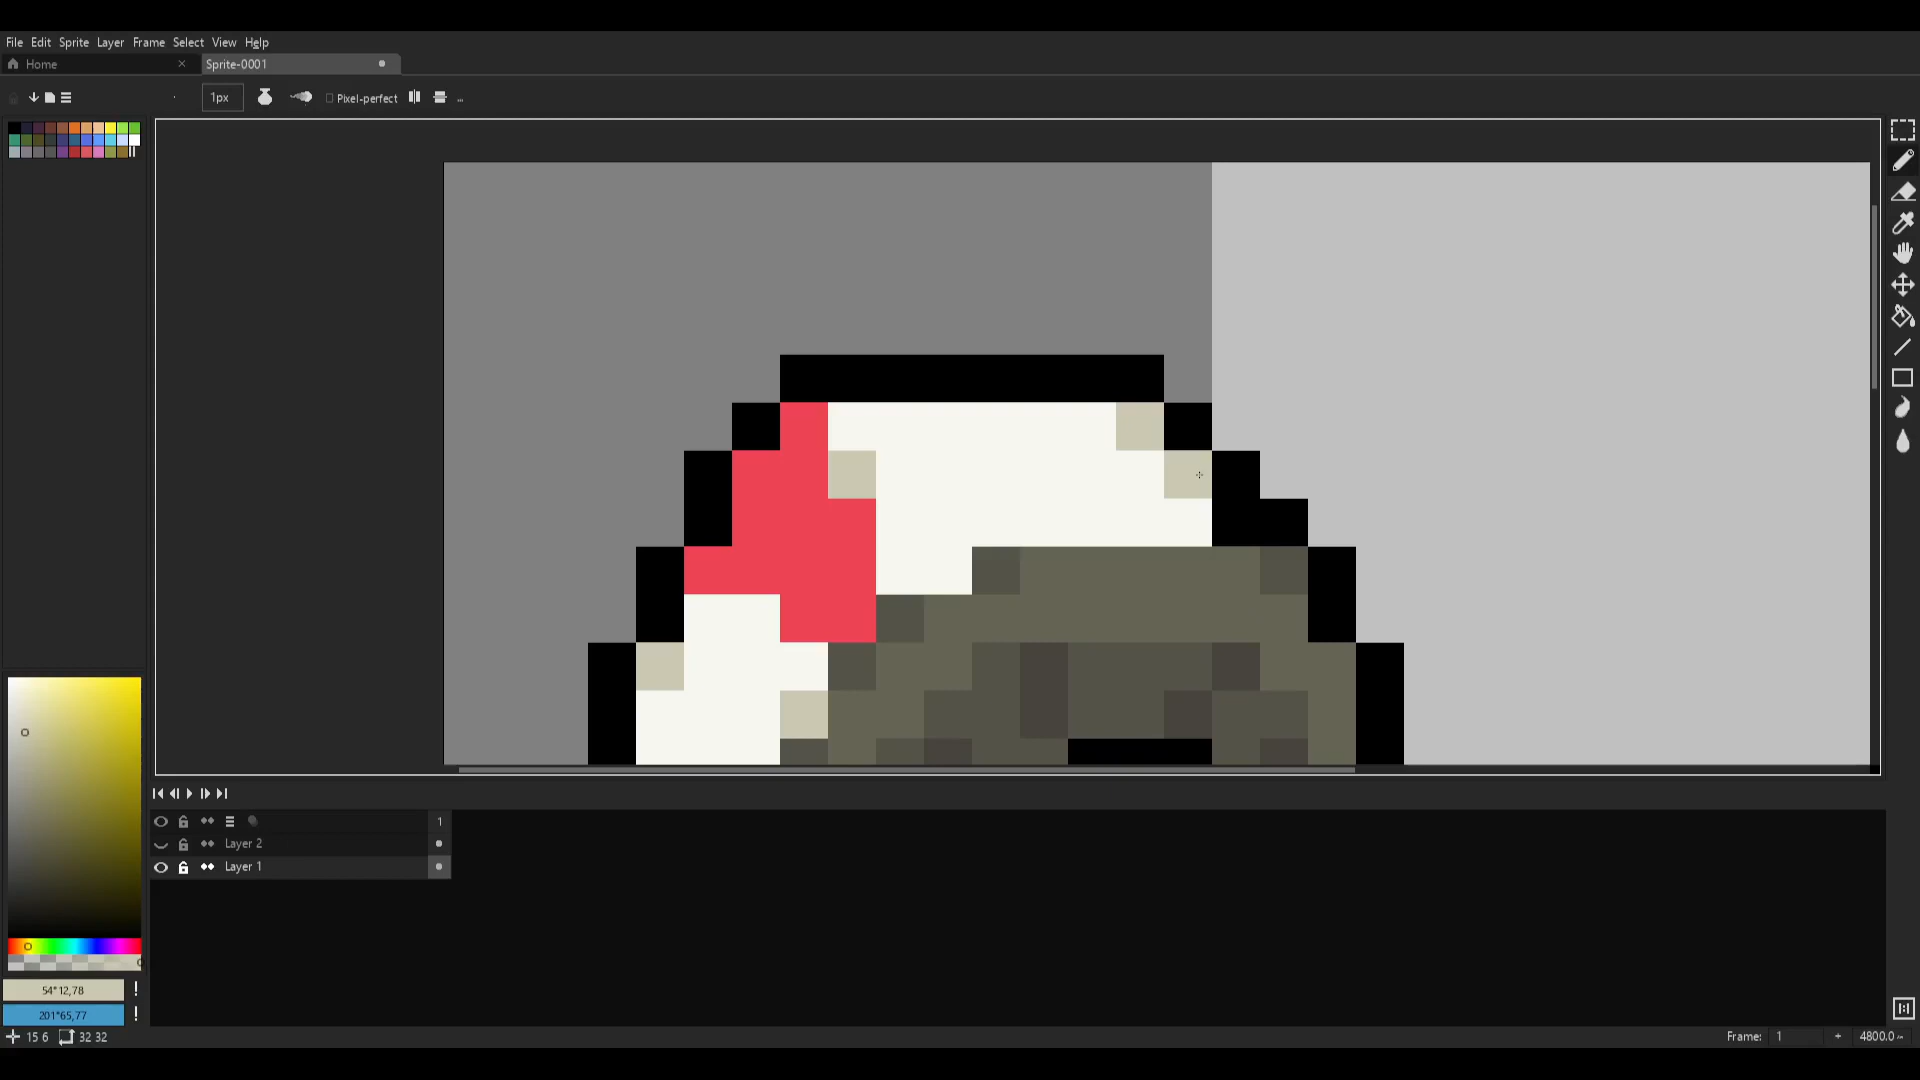 File Edit Sprite Layer Frame Select View Help
Home
Sprite-0001
1px
Pixel-perfect
...
1
Layer 2
Layer 1
54°12,78 !
201°65,77 !
15 6 32 32
Frame: 1 + 4800.0